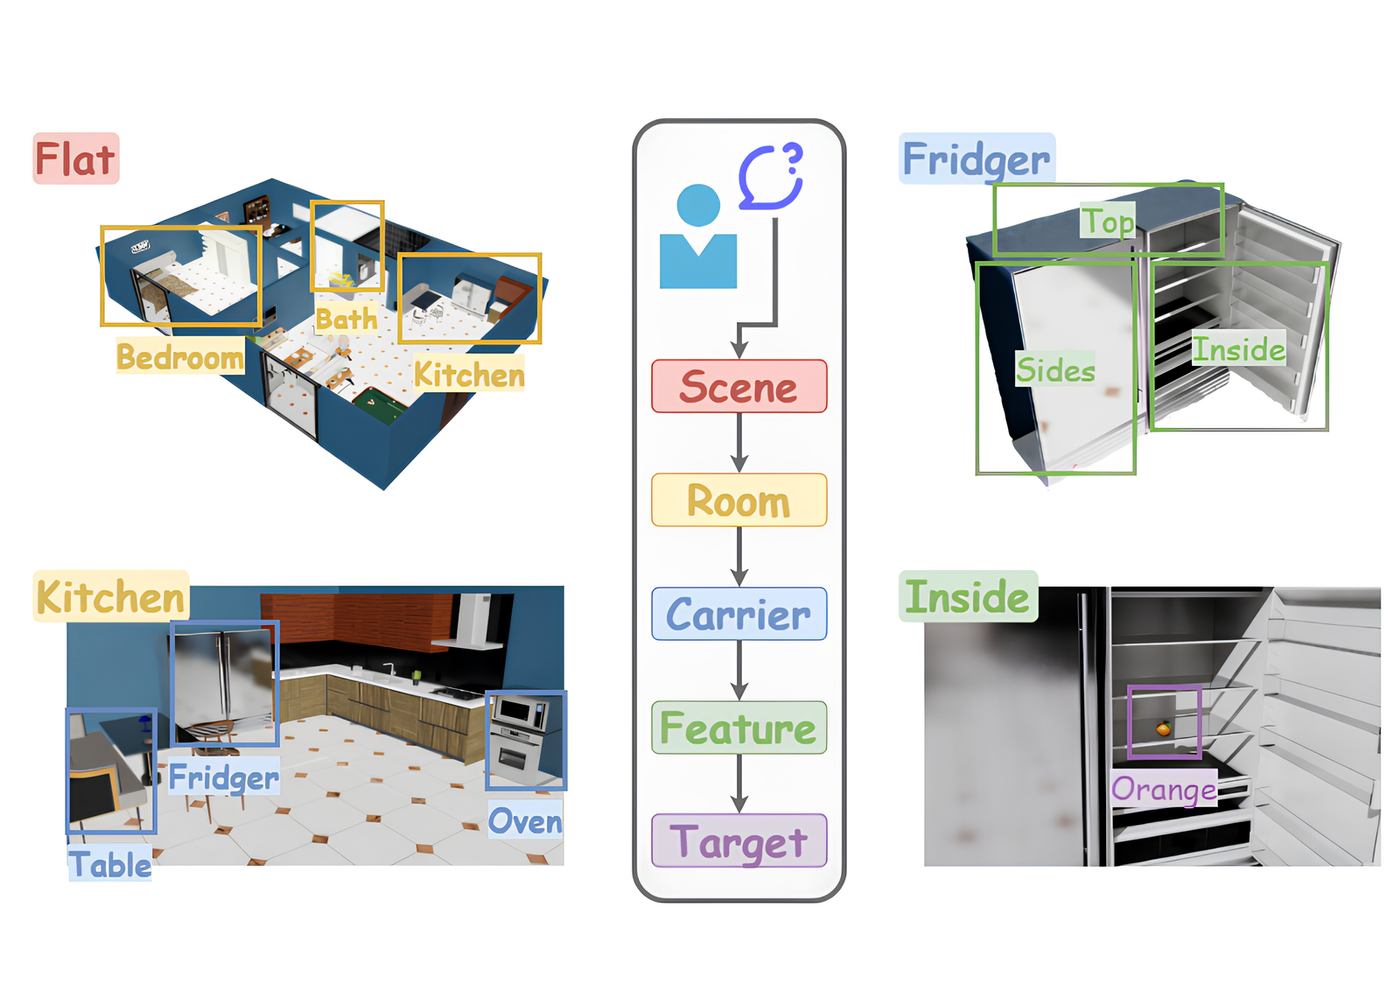 Flat
Bedroom
Bath
Kitchen
Kitchen
Fridger
Oven
Table
?
Scene
Room
Carrier
Feature
Target
Fridger
Top
Sides
Inside
Inside
Orange